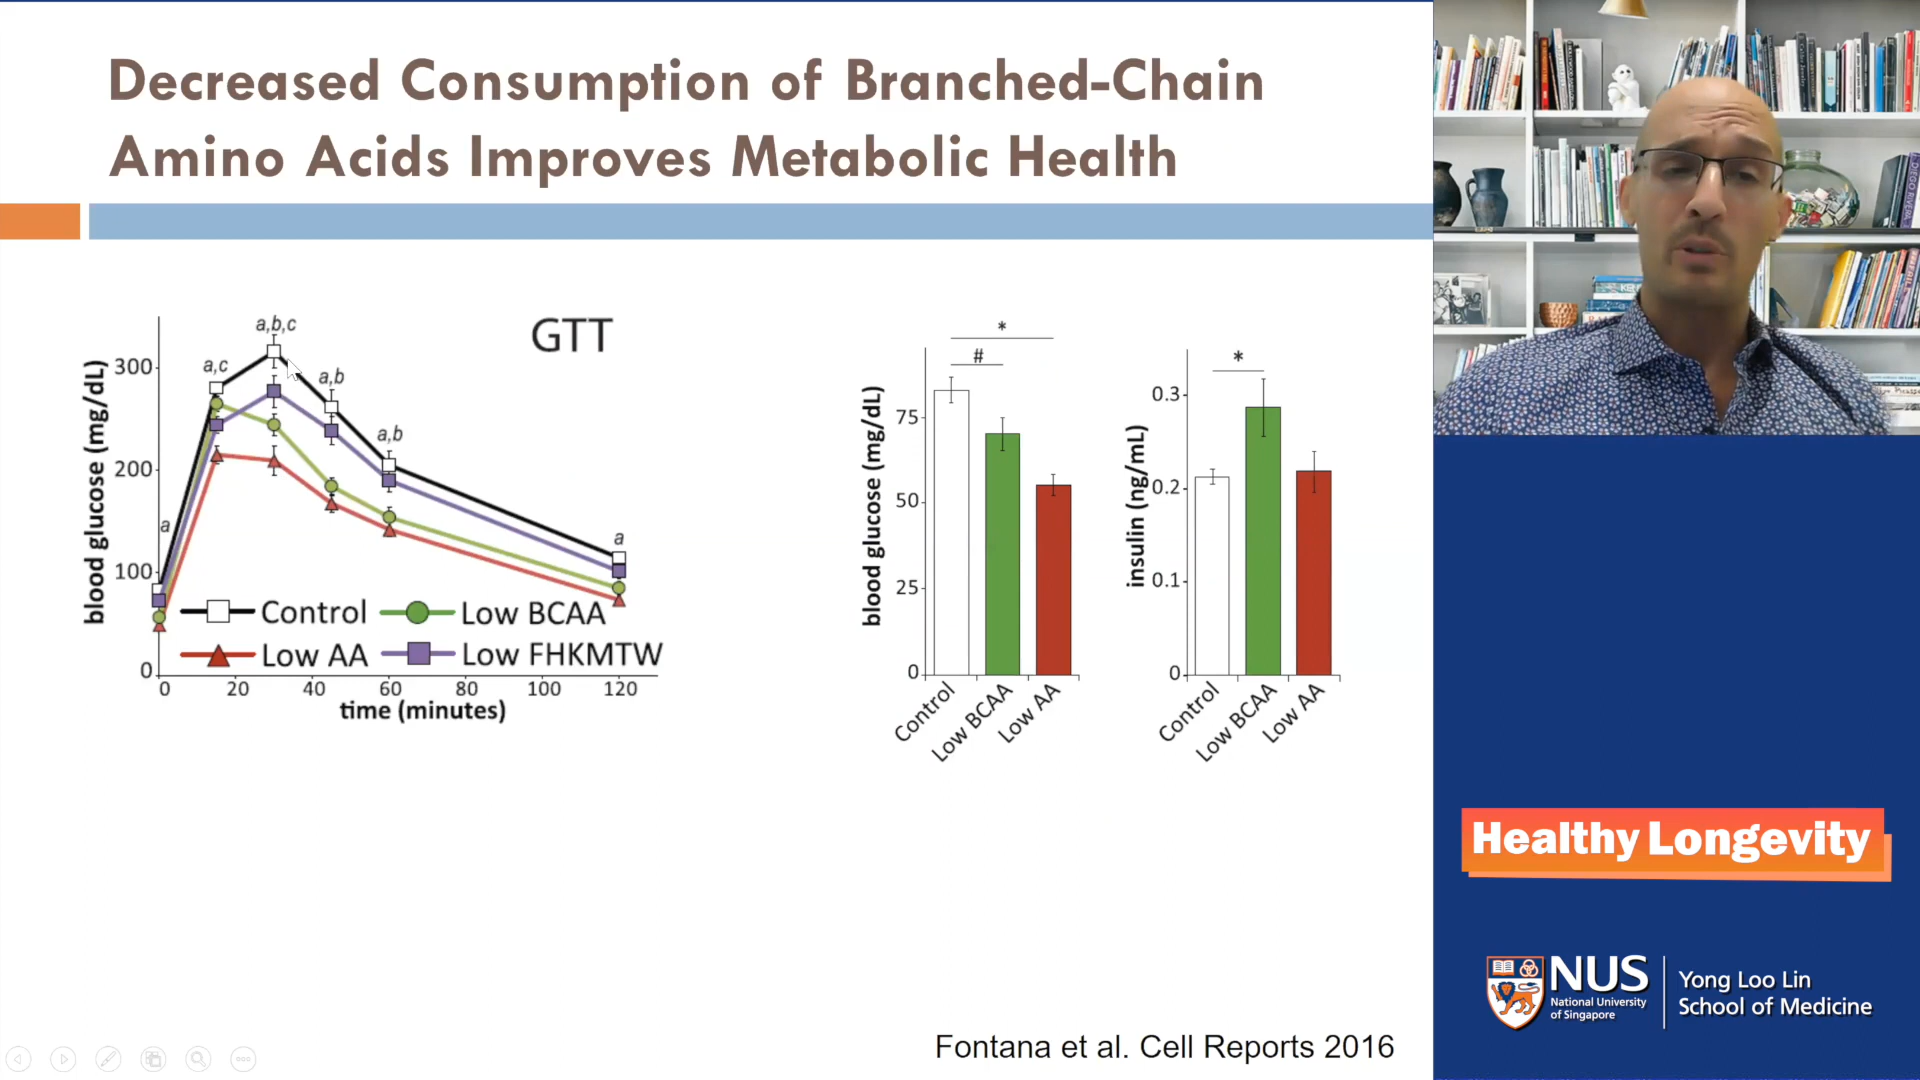 Decreased Consumption of Branched-Chain
Amino Acids Improves Metabolic Health
GTT
blood glucose (mg/dL)
300
200
100
0
a
a,c
a,b,c
a,b
a,b
a
Control
Low BCAA
Low AA
Low FHKMTW
0 20 40 60 80 100 120
time (minutes)
blood glucose (mg/dL)
75
50
25
0
*
#
Control
Low BCAA
Low AA
insulin (ng/mL)
0.3
0.2
0.1
0
*
Control
Low BCAA
Low AA
Fontana et al. Cell Reports 2016
DIEGO RIVERA
Healthy Longevity
NUS
National University
of Singapore
Yong Loo Lin
School of Medicine